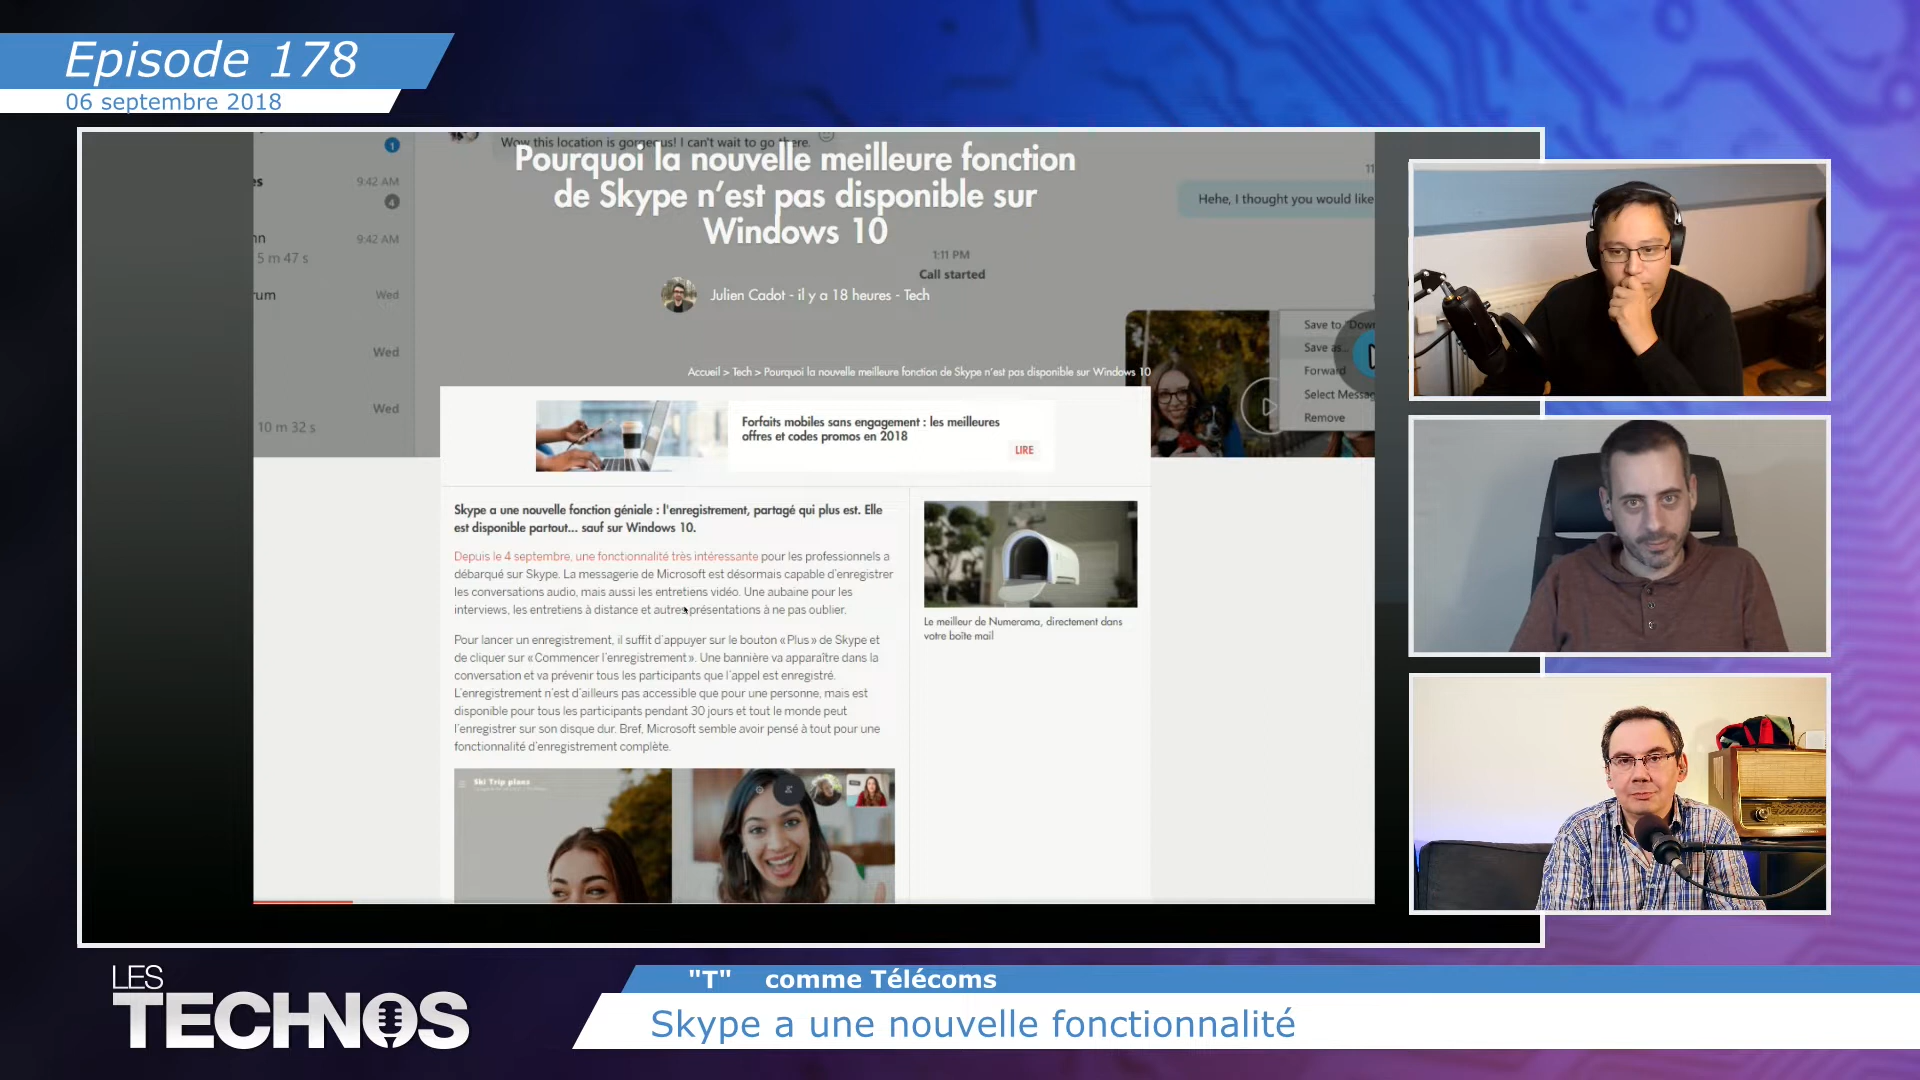 Episode 178
06 septembre 2018
Wow this location is gorgeous! I can't wait to go there.
1
es
9:42 AM
4
nn
9:42 AM
5 m 47 s
rum
Wed
Wed
Wed
10 m 32 s
Pourquoi la nouvelle meilleure fonction
de Skype n'est pas disponible sur
Windows 10
11
Hehe, I thought you would like
1:11 PM
Call started
Julien Cadot - il y a 18 heures - Tech
Save to "Down
Save as...
Forward
Select Messag
Remove
Accueil > Tech > Pourquoi la nouvelle meilleure fonction de Skype n'est pas disponible sur Windows 10
Forfaits mobiles sans engagement : les meilleures
offres et codes promos en 2018
LIRE
Skype a une nouvelle fonction géniale : l'enregistrement, partagé qui plus est. Elle
est disponible partout... sauf sur Windows 10.
Depuis le 4 septembre, une fonctionnalité très intéressante pour les professionnels a
débarqué sur Skype. La messagerie de Microsoft est désormais capable d'enregistrer
les conversations audio, mais aussi les entretiens vidéo. Une aubaine pour les
interviews, les entretiens à distance et autres présentations à ne pas oublier.
Pour lancer un enregistrement, il suffit d'appuyer sur le bouton « Plus » de Skype et
de cliquer sur « Commencer l'enregistrement ». Une bannière va apparaître dans la
conversation et va prévenir tous les participants que l'appel est enregistré.
L'enregistrement n'est d'ailleurs pas accessible que pour une personne, mais est
disponible pour tous les participants pendant 30 jours et tout le monde peut
l'enregistrer sur son disque dur. Bref, Microsoft semble avoir pensé à tout pour une
fonctionnalité d'enregistrement complète.
Ski Trip plans
Le meilleur de Numerama, directement dans
votre boîte mail
LES
TECHNOS
"T" comme Télécoms
Skype a une nouvelle fonctionnalité